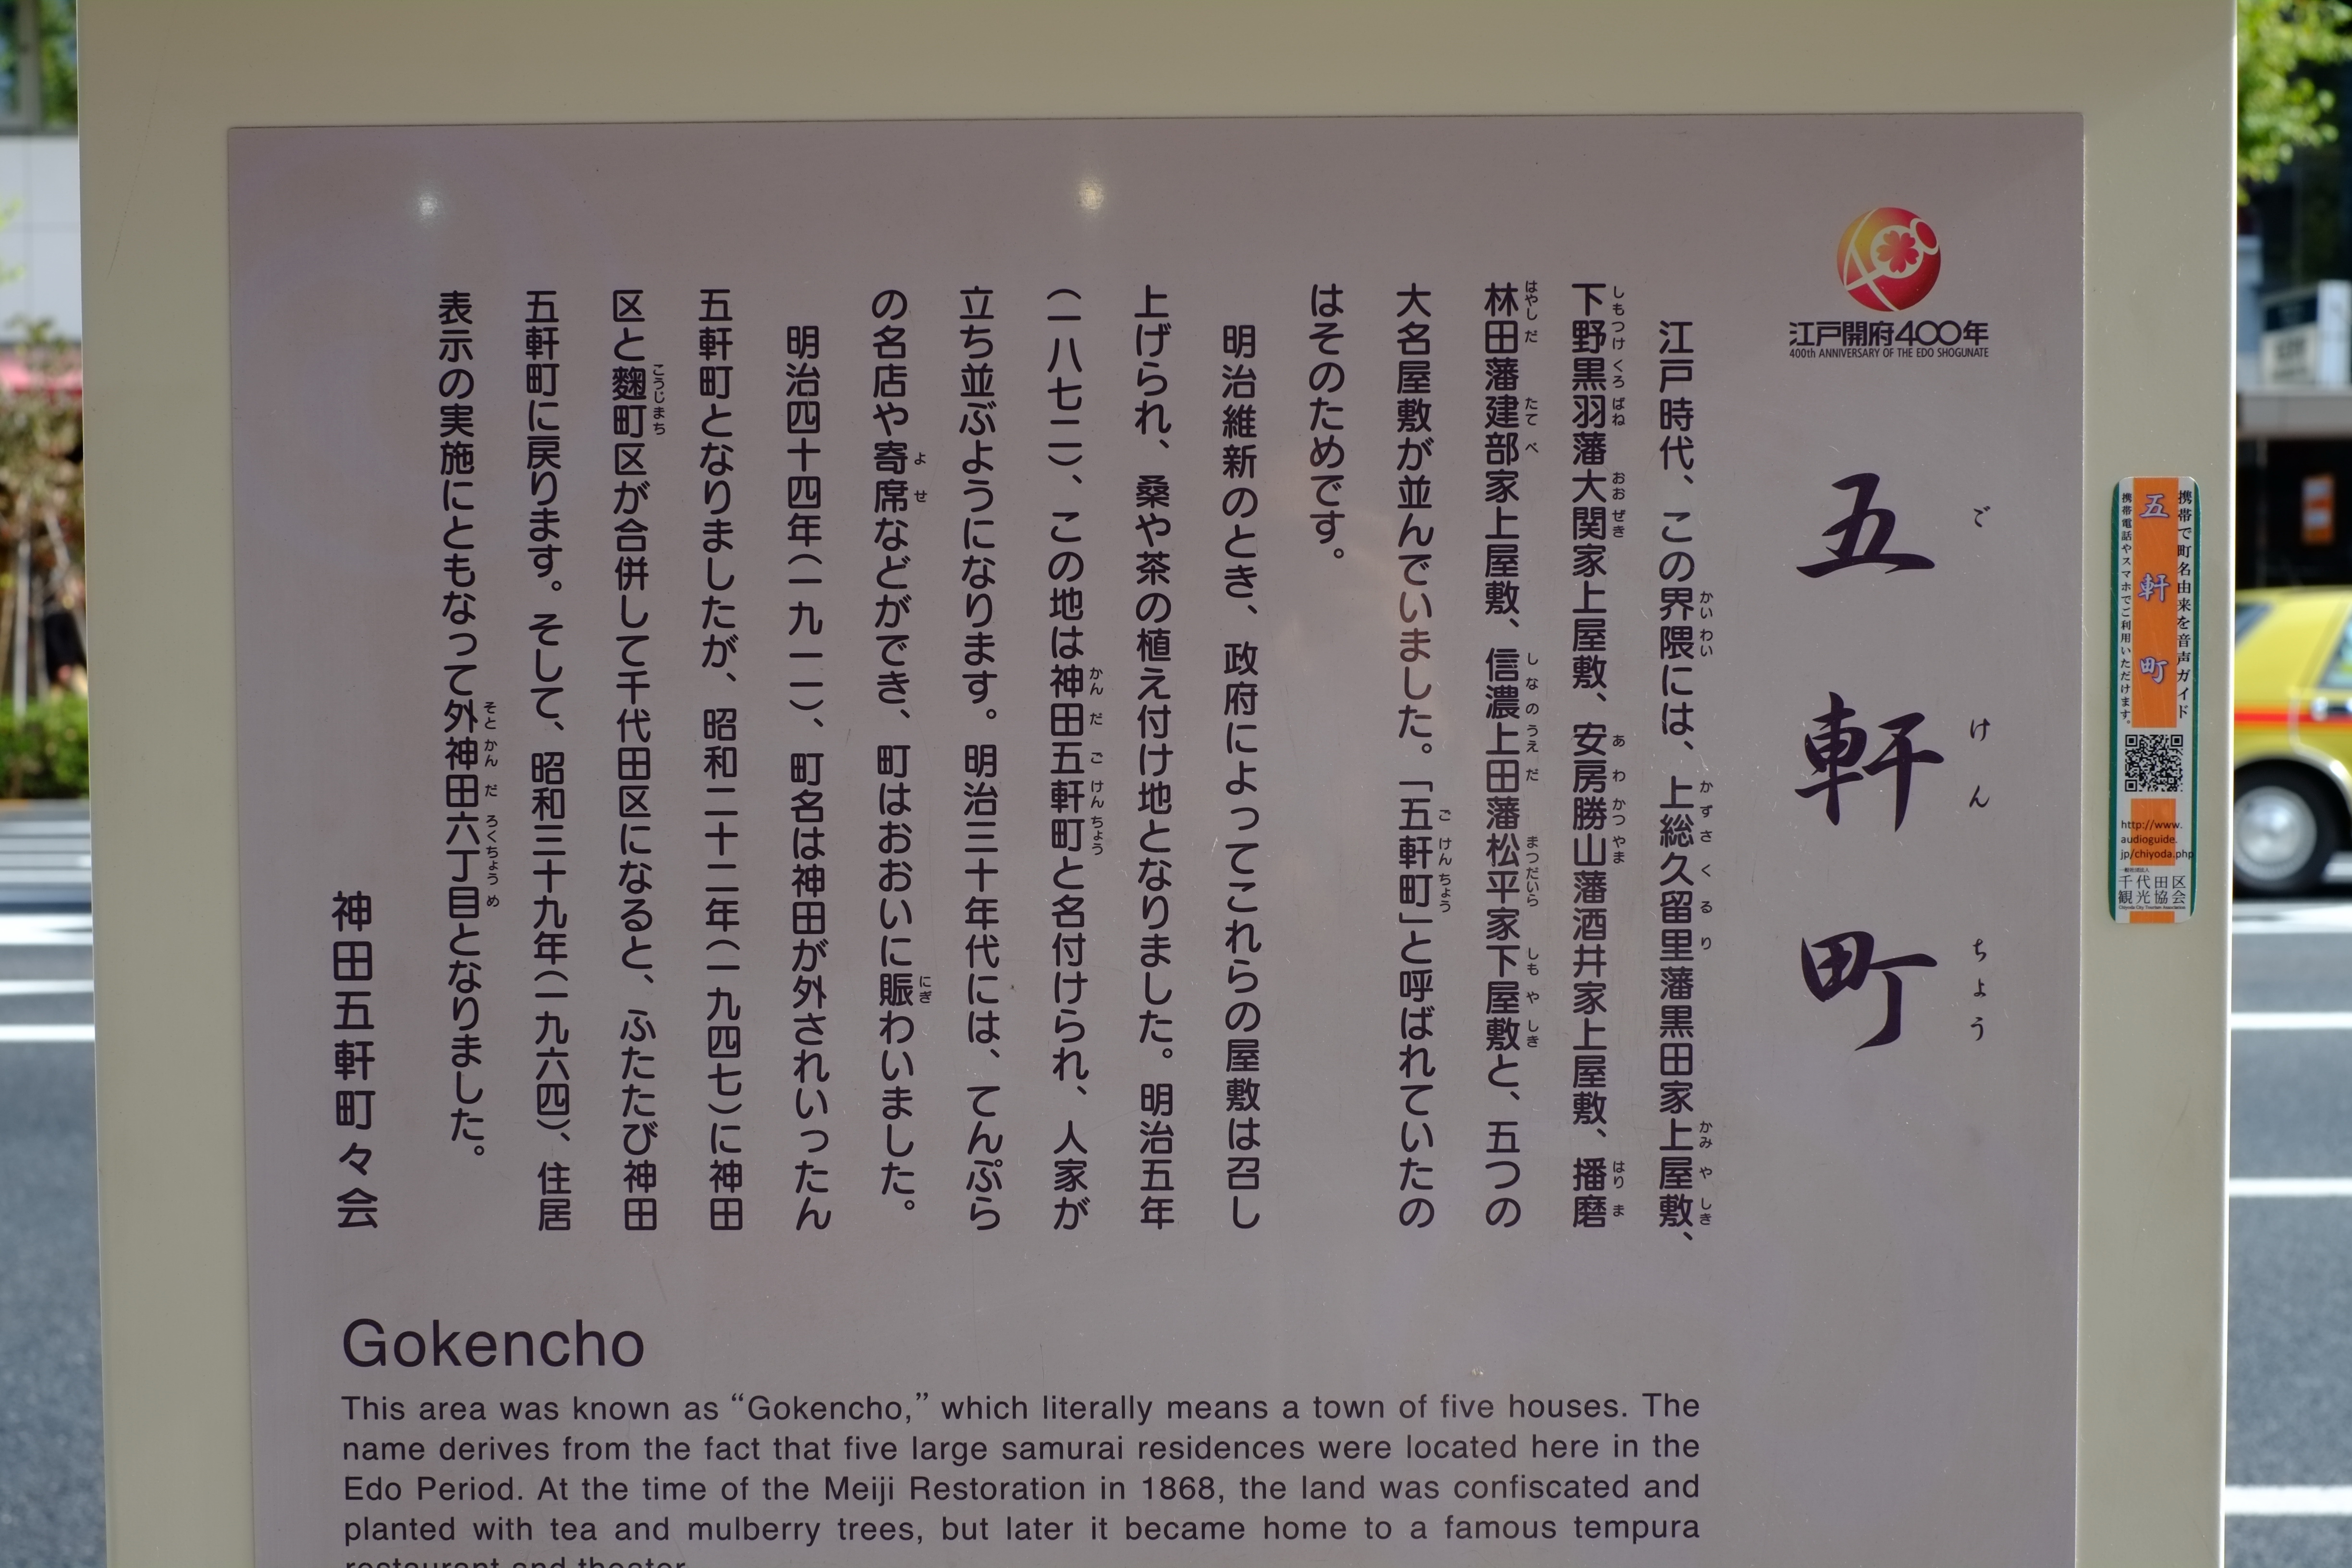 江戸開府400年
400th ANNIVERSARY OF THE EDO SHOGUNATE
五軒町
ごけんちょう
江戸時代、この界隈には、上総久留里藩黒田家上屋敷、
下野黒羽藩大関家上屋敷、安房勝山藩酒井家上屋敷、播磨
林田藩建部家上屋敷、信濃上田藩松平家下屋敷と、五つの
大名屋敷が並んでいました。「五軒町」と呼ばれていたの
はそのためです。
明治維新のとき、政府によってこれらの屋敷は召し
上げられ、桑や茶の植え付け地となりました。明治五年
(一八七二)、この地は神田五軒町と名付けられ、人家が
立ち並ぶようになります。明治三十年代には、てんぷら
の名店や寄席などができ、町はおおいに賑わいました。
明治四十四年(一九一一)、町名は神田が外されいったん
五軒町となりましたが、昭和二十二年(一九四七)に神田
区と麴町区が合併して千代田区になると、ふたたび神田
五軒町に戻ります。そして、昭和三十九年(一九六四)、住居
表示の実施にともなって外神田六丁目となりました。
神田五軒町々会
Gokencho
This area was known as “Gokencho,” which literally means a town of five houses. The
name derives from the fact that five large samurai residences were located here in the
Edo Period. At the time of the Meiji Restoration in 1868, the land was confiscated and
planted with tea and mulberry trees, but later it became home to a famous tempura
restaurant and theater.
携帯で町名由来を音声ガイド
五軒町
携帯電話やスマホでご利用いただけます。
http://www.
audioguide.
jp/chiyoda.php
一般社団法人
千代田区
観光協会
Chiyoda City Tourism Association